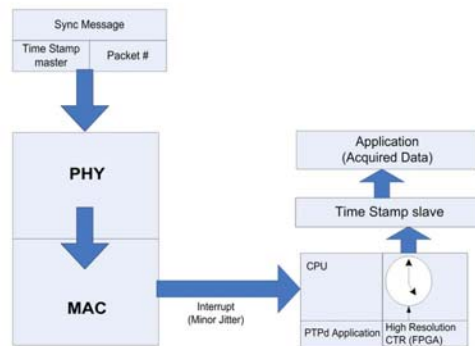 Sync Message
Time Stamp
master
Packet #
PHY
MAC
Interrupt
(Minor Jitter)
Application
(Acquired Data)
Time Stamp slave
CPU
PTPd Application
High Resolution
CTR (FPGA)